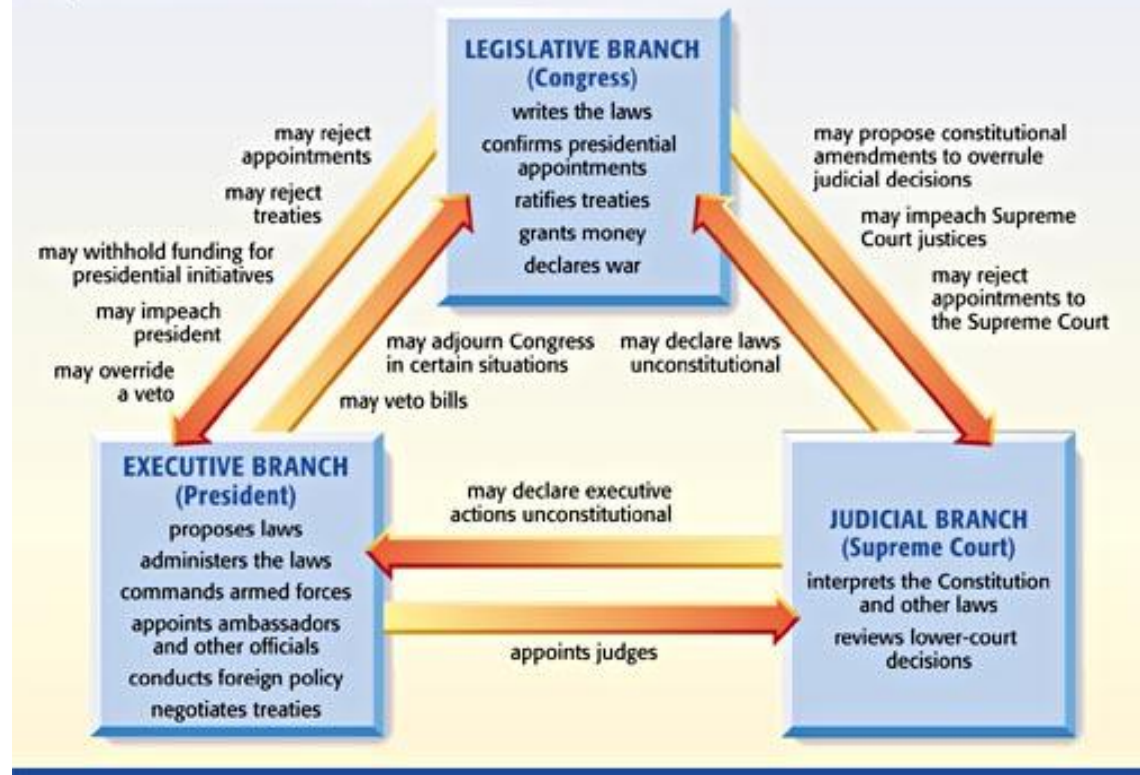 LEGISLATIVE BRANCH
(Congress)
writes the laws
confirms presidential
appointments
ratifies treaties
grants money
declares war
may reject
appointments
may reject
treaties
may withhold funding for
presidential initiatives
may impeach
president
may override
a veto
may adjourn Congress
in certain situations
may veto bills
may declare laws
unconstitutional
may propose constitutional
amendments to overrule
judicial decisions
may impeach Supreme
Court justices
may reject
appointments to
the Supreme Court
EXECUTIVE BRANCH
(President)
proposes laws
administers the laws
commands armed forces
appoints ambassadors
and other officials
conducts foreign policy
negotiates treaties
may declare executive
actions unconstitutional
appoints judges
JUDICIAL BRANCH
(Supreme Court)
interprets the Constitution
and other laws
reviews lower-court
decisions